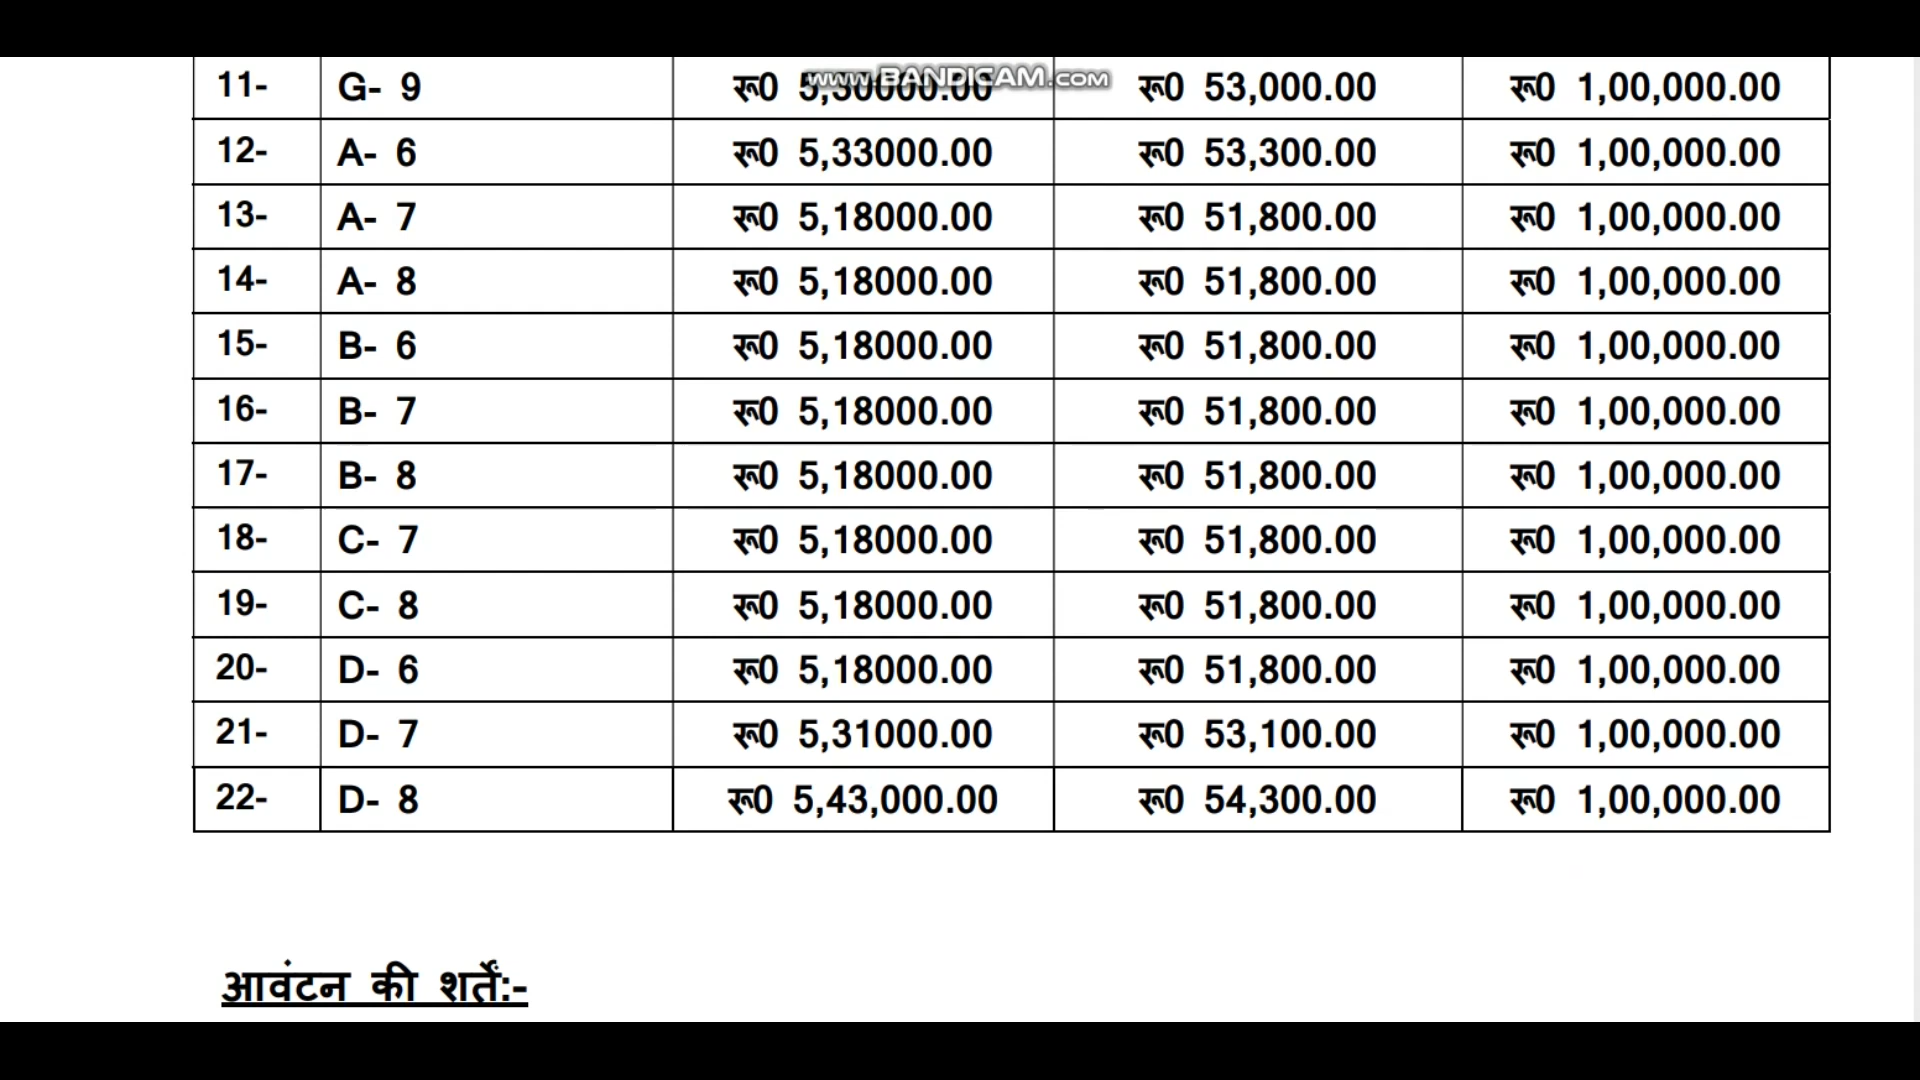 www.BANDICAM.com
11- G- 9 रू0 5,30000.00 रू0 53,000.00 रू0 1,00,000.00
12- A- 6 रू0 5,33000.00 रू0 53,300.00 रू0 1,00,000.00
13- A- 7 रू0 5,18000.00 रू0 51,800.00 रू0 1,00,000.00
14- A- 8 रू0 5,18000.00 रू0 51,800.00 रू0 1,00,000.00
15- B- 6 रू0 5,18000.00 रू0 51,800.00 रू0 1,00,000.00
16- B- 7 रू0 5,18000.00 रू0 51,800.00 रू0 1,00,000.00
17- B- 8 रू0 5,18000.00 रू0 51,800.00 रू0 1,00,000.00
18- C- 7 रू0 5,18000.00 रू0 51,800.00 रू0 1,00,000.00
19- C- 8 रू0 5,18000.00 रू0 51,800.00 रू0 1,00,000.00
20- D- 6 रू0 5,18000.00 रू0 51,800.00 रू0 1,00,000.00
21- D- 7 रू0 5,31000.00 रू0 53,100.00 रू0 1,00,000.00
22- D- 8 रू0 5,43,000.00 रू0 54,300.00 रू0 1,00,000.00
आवंटन की शर्तें:-